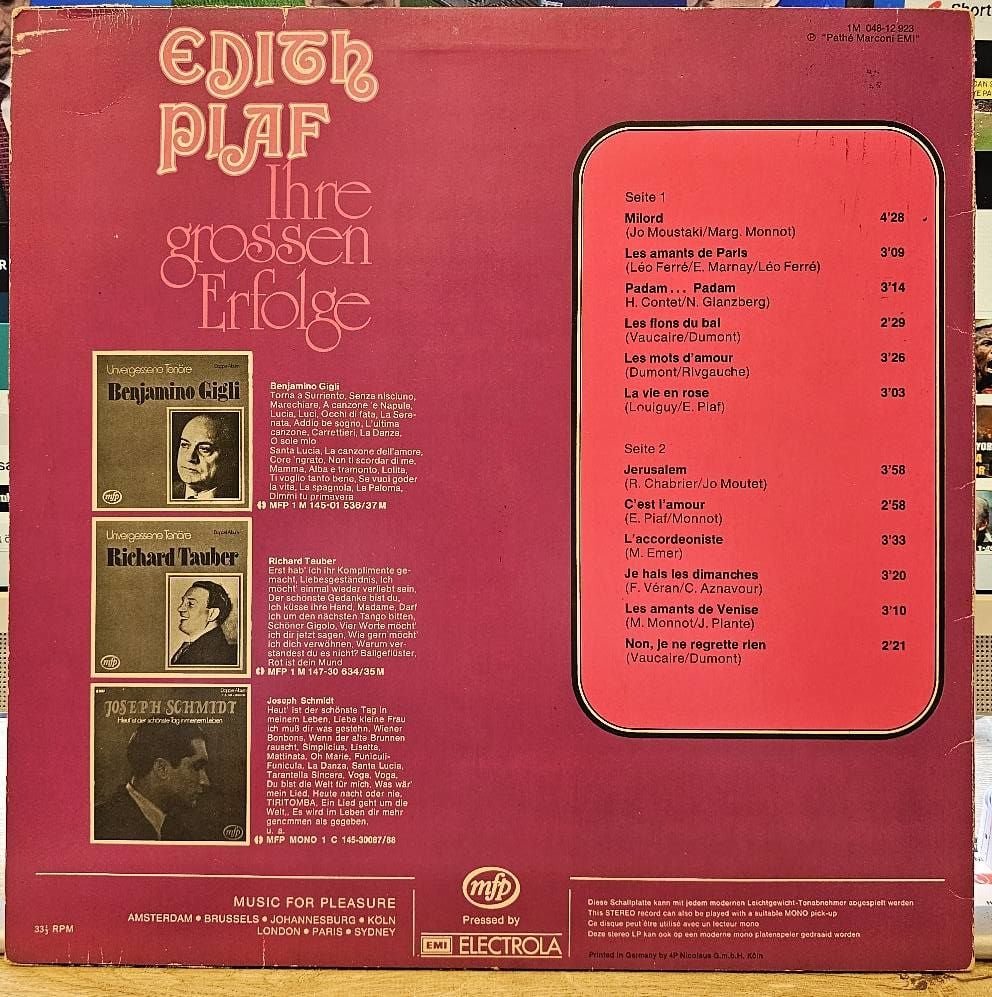 Short
1M 048-12 923
℗ "Pathé Marconi EMI"
EDITH
PIAF
Ihre
grossen
Erfolge
Seite 1
Milord 4'28
(Jo Moustaki/Marg. Monnot)
Les amants de Paris 3'09
(Léo Ferré/E. Marnay/Léo Ferré)
Padam... Padam 3'14
H. Contet/N. Glanzberg)
Les flons du bal 2'29
(Vaucaire/Dumont)
Les mots d'amour 3'26
(Dumont/Rivgauche)
La vie en rose 3'03
(Louiguy/E. Piaf)
Seite 2
Jerusalem 3'58
(R. Chabrier/Jo Moutet)
C'est l'amour 2'58
(E. Piaf/Monnot)
L'accordeoniste 3'33
(M. Emer)
Je hais les dimanches 3'20
(F. Véran/C. Aznavour)
Les amants de Venise 3'10
(M. Monnot/J. Plante)
Non, je ne regrette rien 2'21
(Vaucaire/Dumont)
Unvergessene Tenöre Doppel-Album
Benjamino Gigli
mfp
Benjamino Gigli
Torna a Surriento, Senza nisciuno,
Marechiare, A canzone 'e Napule,
Lucia, Luci, Occhi di fata, La Sere-
nata, Addio be sogno, L'ultima
canzone, Carrettieri, La Danza,
O sole mio
Santa Lucia, La canzone dell'amore,
Core 'ngrato, Non ti scordar di me,
Mamma, Alba e tramonto, Lolita,
Ti voglio tanto bene, Se vuoi goder
la vita, La spagnola, La Paloma,
Dimmi tu primavera
MFP 1 M 145-01 536/37 M
Unvergessene Tenöre Doppel-Album
Richard Tauber
mfp
Richard Tauber
Erst hab' ich ihr Komplimente ge-
macht, Liebesgeständnis, Ich
möcht' einmal wieder verliebt sein,
Der schönste Gedanke bist du,
Ich küsse ihre Hand, Madame, Darf
ich um den nächsten Tango bitten,
Schöner Gigolo, Vier Worte möcht'
ich dir jetzt sagen, Wie gern möcht'
ich dich verwöhnen, Warum ver-
standest du es nicht? Ballgeflüster,
Rot ist dein Mund
MFP 1 M 147-30 634/35 M
Doppel-Album
JOSEPH SCHMIDT
Heut' ist der schönste Tag in meinem Leben
mfp
Joseph Schmidt
Heut' ist der schönste Tag in
meinem Leben, Liebe kleine Frau
ich muß dir was gestehn, Wiener
Bonbons, Wenn der alte Brunnen
rauscht, Simplicius, Lisetta,
Mattinata, Oh Marie, Funiculi-
Funicula, La Danza, Santa Lucia,
Tarantella Sincera, Voga, Voga,
Du bist die Welt für mich, Was wär'
mein Lied, Heute nacht oder nie,
TIRITOMBA, Ein Lied geht um die
Welt,, Es wird im Leben dir mehr
genommen als gegeben,
u. a.
MFP MONO 1 C 145-30087/88
MUSIC FOR PLEASURE
AMSTERDAM • BRUSSELS • JOHANNESBURG • KÖLN
LONDON • PARIS • SYDNEY
33⅓ RPM
mfp
Pressed by
EMI ELECTROLA
Diese Schallplatte kann mit jedem modernen Leichtgewicht-Tonabnehmer abgespielt werden
This STEREO record can also be played with a suitable MONO pick-up
Ce disque peut être utilisé avec un lecteur mono
Deze stereo LP kan ook op een moderne mono platenspeler gedraaid worden
Printed in Germany by 4P Nicolaus G.m.b.H. Köln